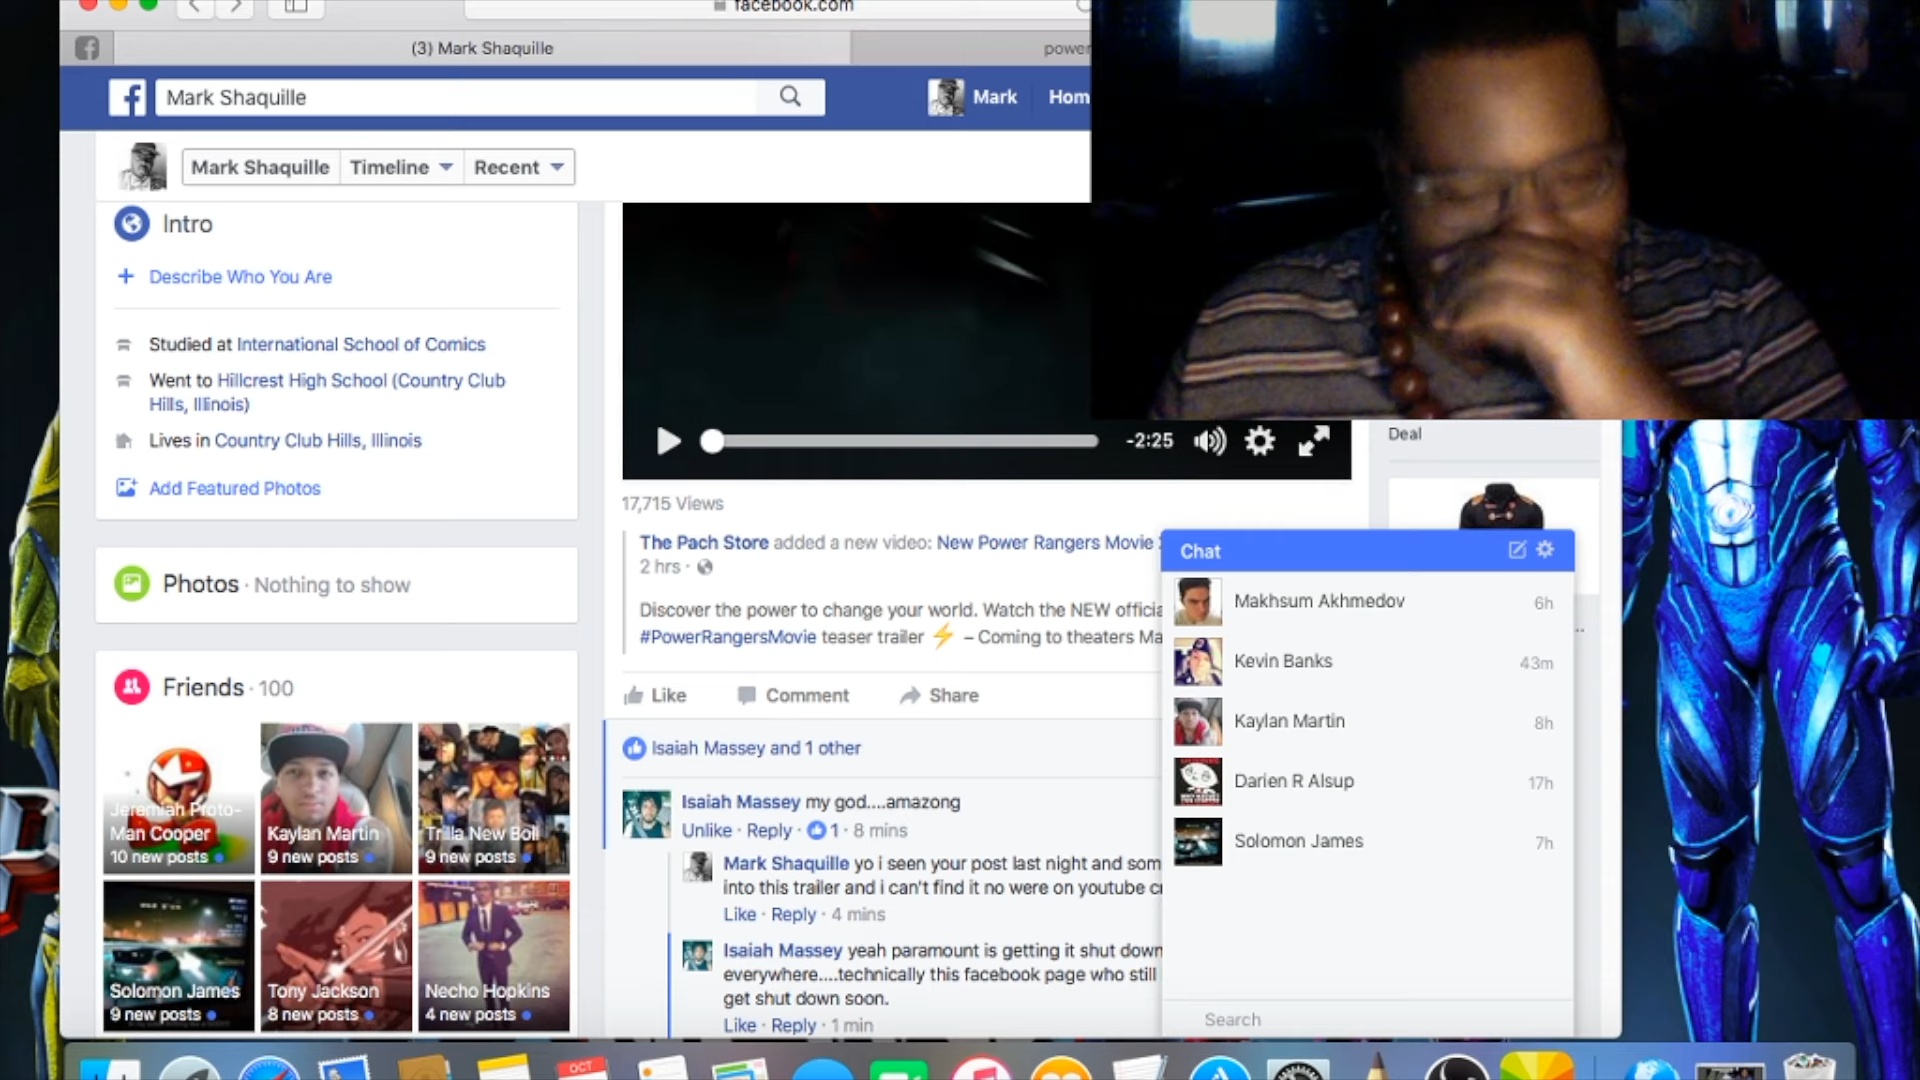 facebook.com
(3) Mark Shaquille
power
Mark Shaquille
Mark
Hom
Mark Shaquille
Timeline
Recent
Intro
Describe Who You Are
Studied at International School of Comics
Went to Hillcrest High School (Country Club
Hills, Illinois)
Lives in Country Club Hills, Illinois
Add Featured Photos
Photos · Nothing to show
Friends · 100
Jeremiah Proto-
Man Cooper
10 new posts
Kaylan Martin
9 new posts
Trilla New Boii
9 new posts
Solomon James
9 new posts
Tony Jackson
8 new posts
Necho Hopkins
4 new posts
-2:25
17,715 Views
The Pach Store added a new video: New Power Rangers Movie
2 hrs ·
Discover the power to change your world. Watch the NEW officia
#PowerRangersMovie teaser trailer ⚡ – Coming to theaters Ma
Like
Comment
Share
Isaiah Massey and 1 other
Isaiah Massey my god....amazong
Unlike · Reply · 1 · 8 mins
Mark Shaquille yo i seen your post last night and som
into this trailer and i can't find it no were on youtube c
Like · Reply · 4 mins
Isaiah Massey yeah paramount is getting it shut down
everywhere....technically this facebook page who still
get shut down soon.
Like · Reply · 1 min
Deal
Chat
Makhsum Akhmedov
6h
Kevin Banks
43m
Kaylan Martin
8h
Darien R Alsup
17h
Solomon James
7h
Search
OCT